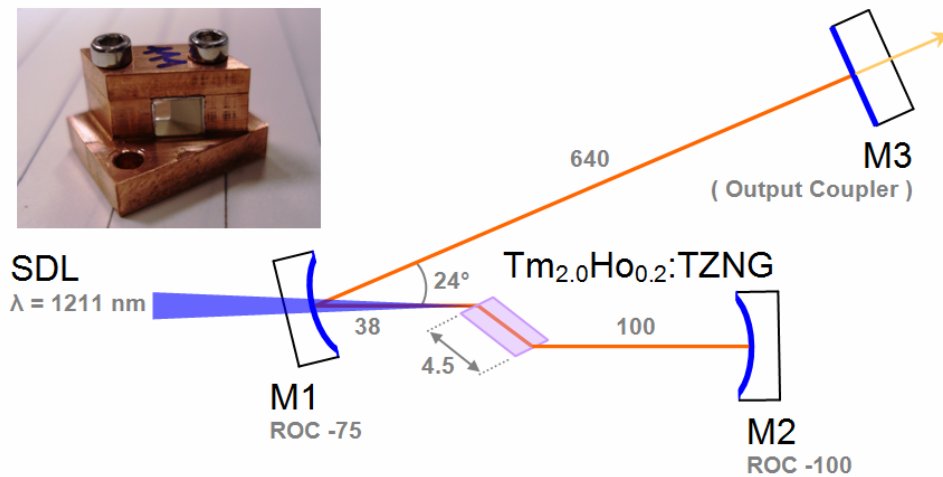 640
M3
( Output Coupler )
SDL
λ = 1211 nm
24°
Tm2.0Ho0.2:TZNG
38
4.5
100
M1
ROC -75
M2
ROC -100